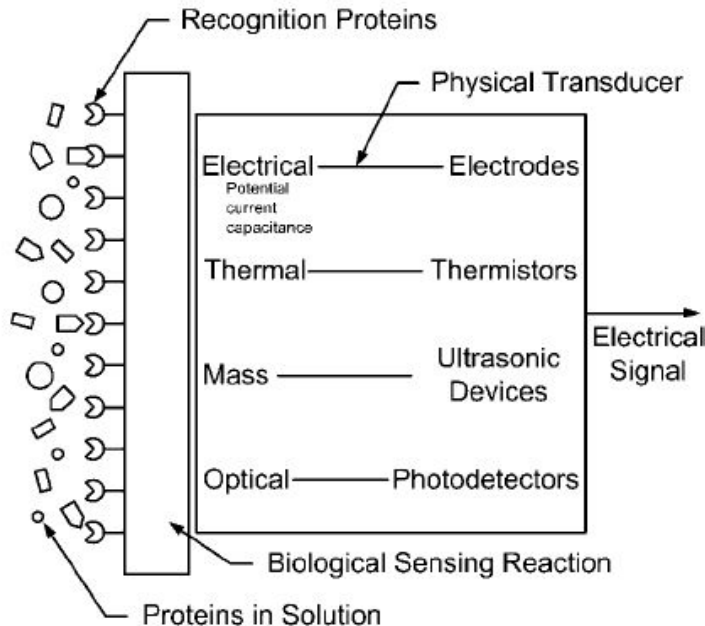 Recognition Proteins
Physical Transducer
Electrical Electrodes
Potential
current
capacitance
Thermal Thermistors
Electrical
Signal
Mass Ultrasonic
Devices
Optical Photodetectors
Biological Sensing Reaction
Proteins in Solution